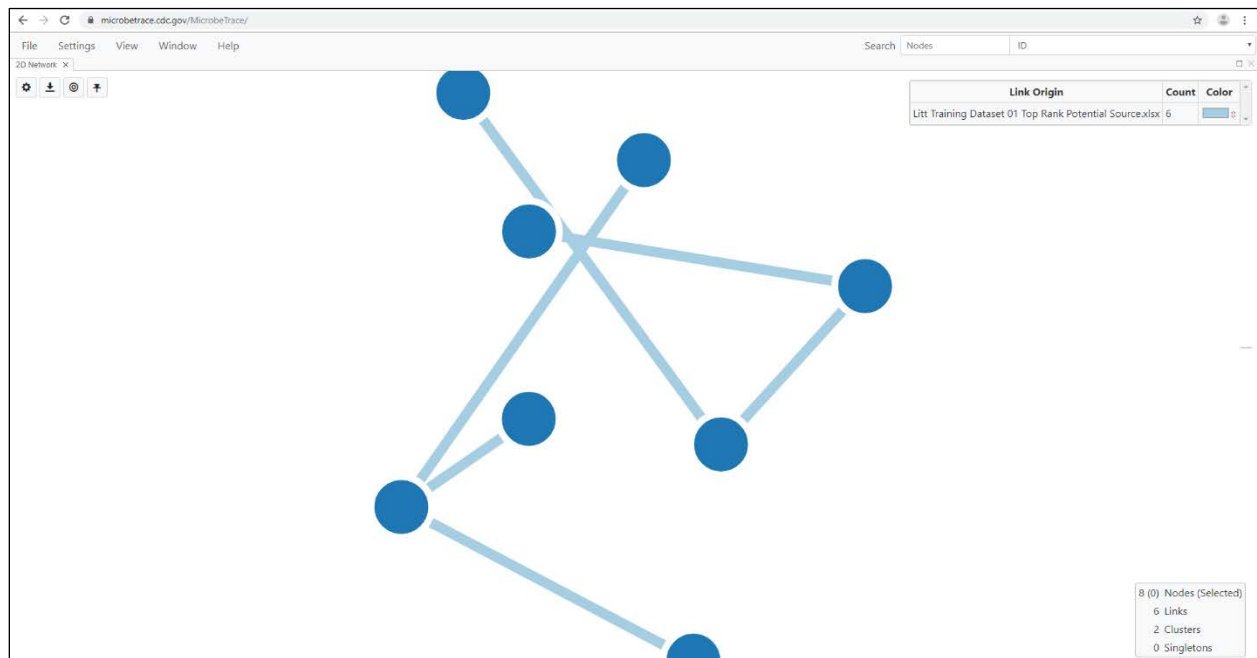 microbetrace.cdc.gov/MicrobeTrace/
File Settings View Window Help Search Nodes ID
2D Network
Link Origin Count Color
Litt Training Dataset 01 Top Rank Potential Source.xlsx 6
8 (0) Nodes (Selected)
6 Links
2 Clusters
0 Singletons